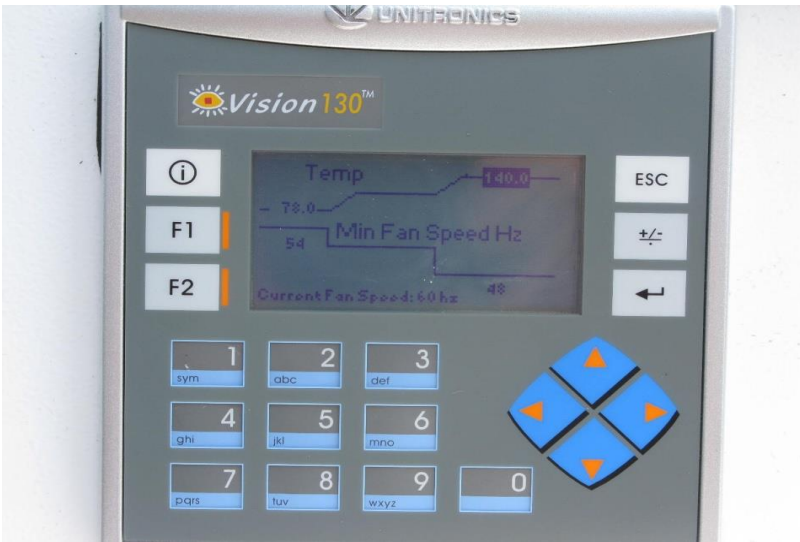 UNITRONICS
Vision 130™
Temp
140.0
78.0
Min Fan Speed Hz
54
48
Current Fan Speed: 60 hz
ESC
F1
+/-
F2
1
sym
2
abc
3
def
4
ghi
5
jkl
6
mno
7
pqrs
8
tuv
9
wxyz
0